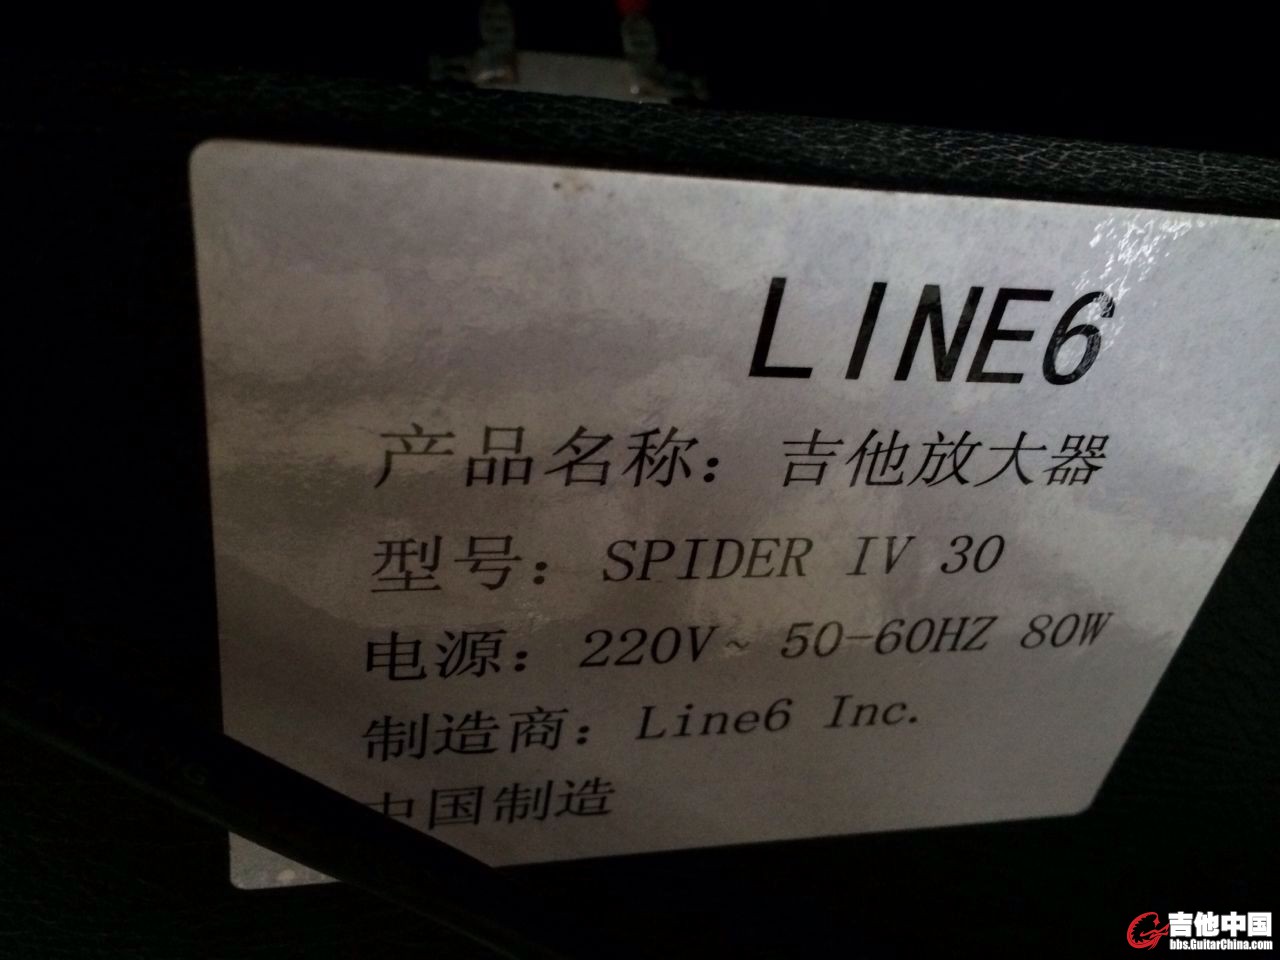 LINE6
产品名称：吉他放大器
型号：SPIDER IV 30
电源：220V~ 50-60HZ 80W
制造商：Line6 Inc.
中国制造
吉他中国
bbs.GuitarChina.com